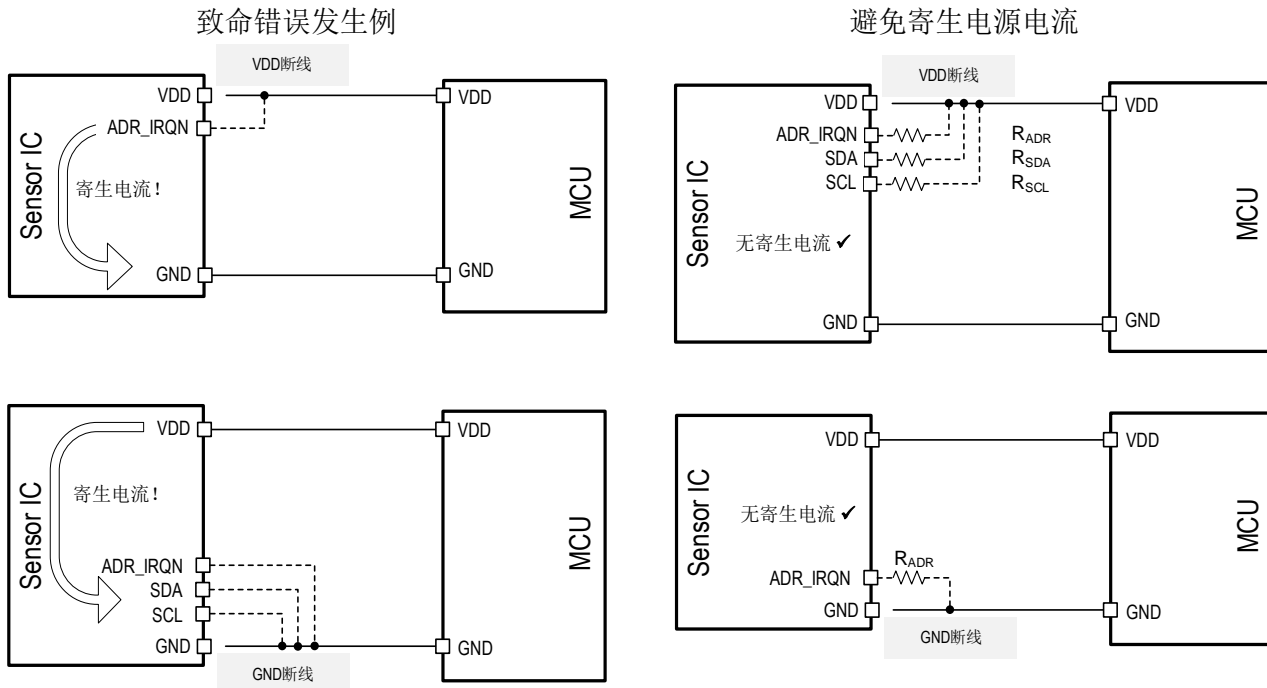 致命错误发生例
VDD断线
VDD
ADR_IRQN
Sensor IC
寄生电流!
GND
VDD
MCU
GND
避免寄生电源电流
VDD断线
VDD
ADR_IRQN
SDA
SCL
RADR
RSDA
RSCL
Sensor IC
无寄生电流 ✔
GND
VDD
MCU
GND
VDD
Sensor IC
寄生电流!
ADR_IRQN
SDA
SCL
GND
GND断线
VDD
MCU
GND
VDD
Sensor IC
无寄生电流 ✔
RADR
ADR_IRQN
GND
GND断线
VDD
MCU
GND